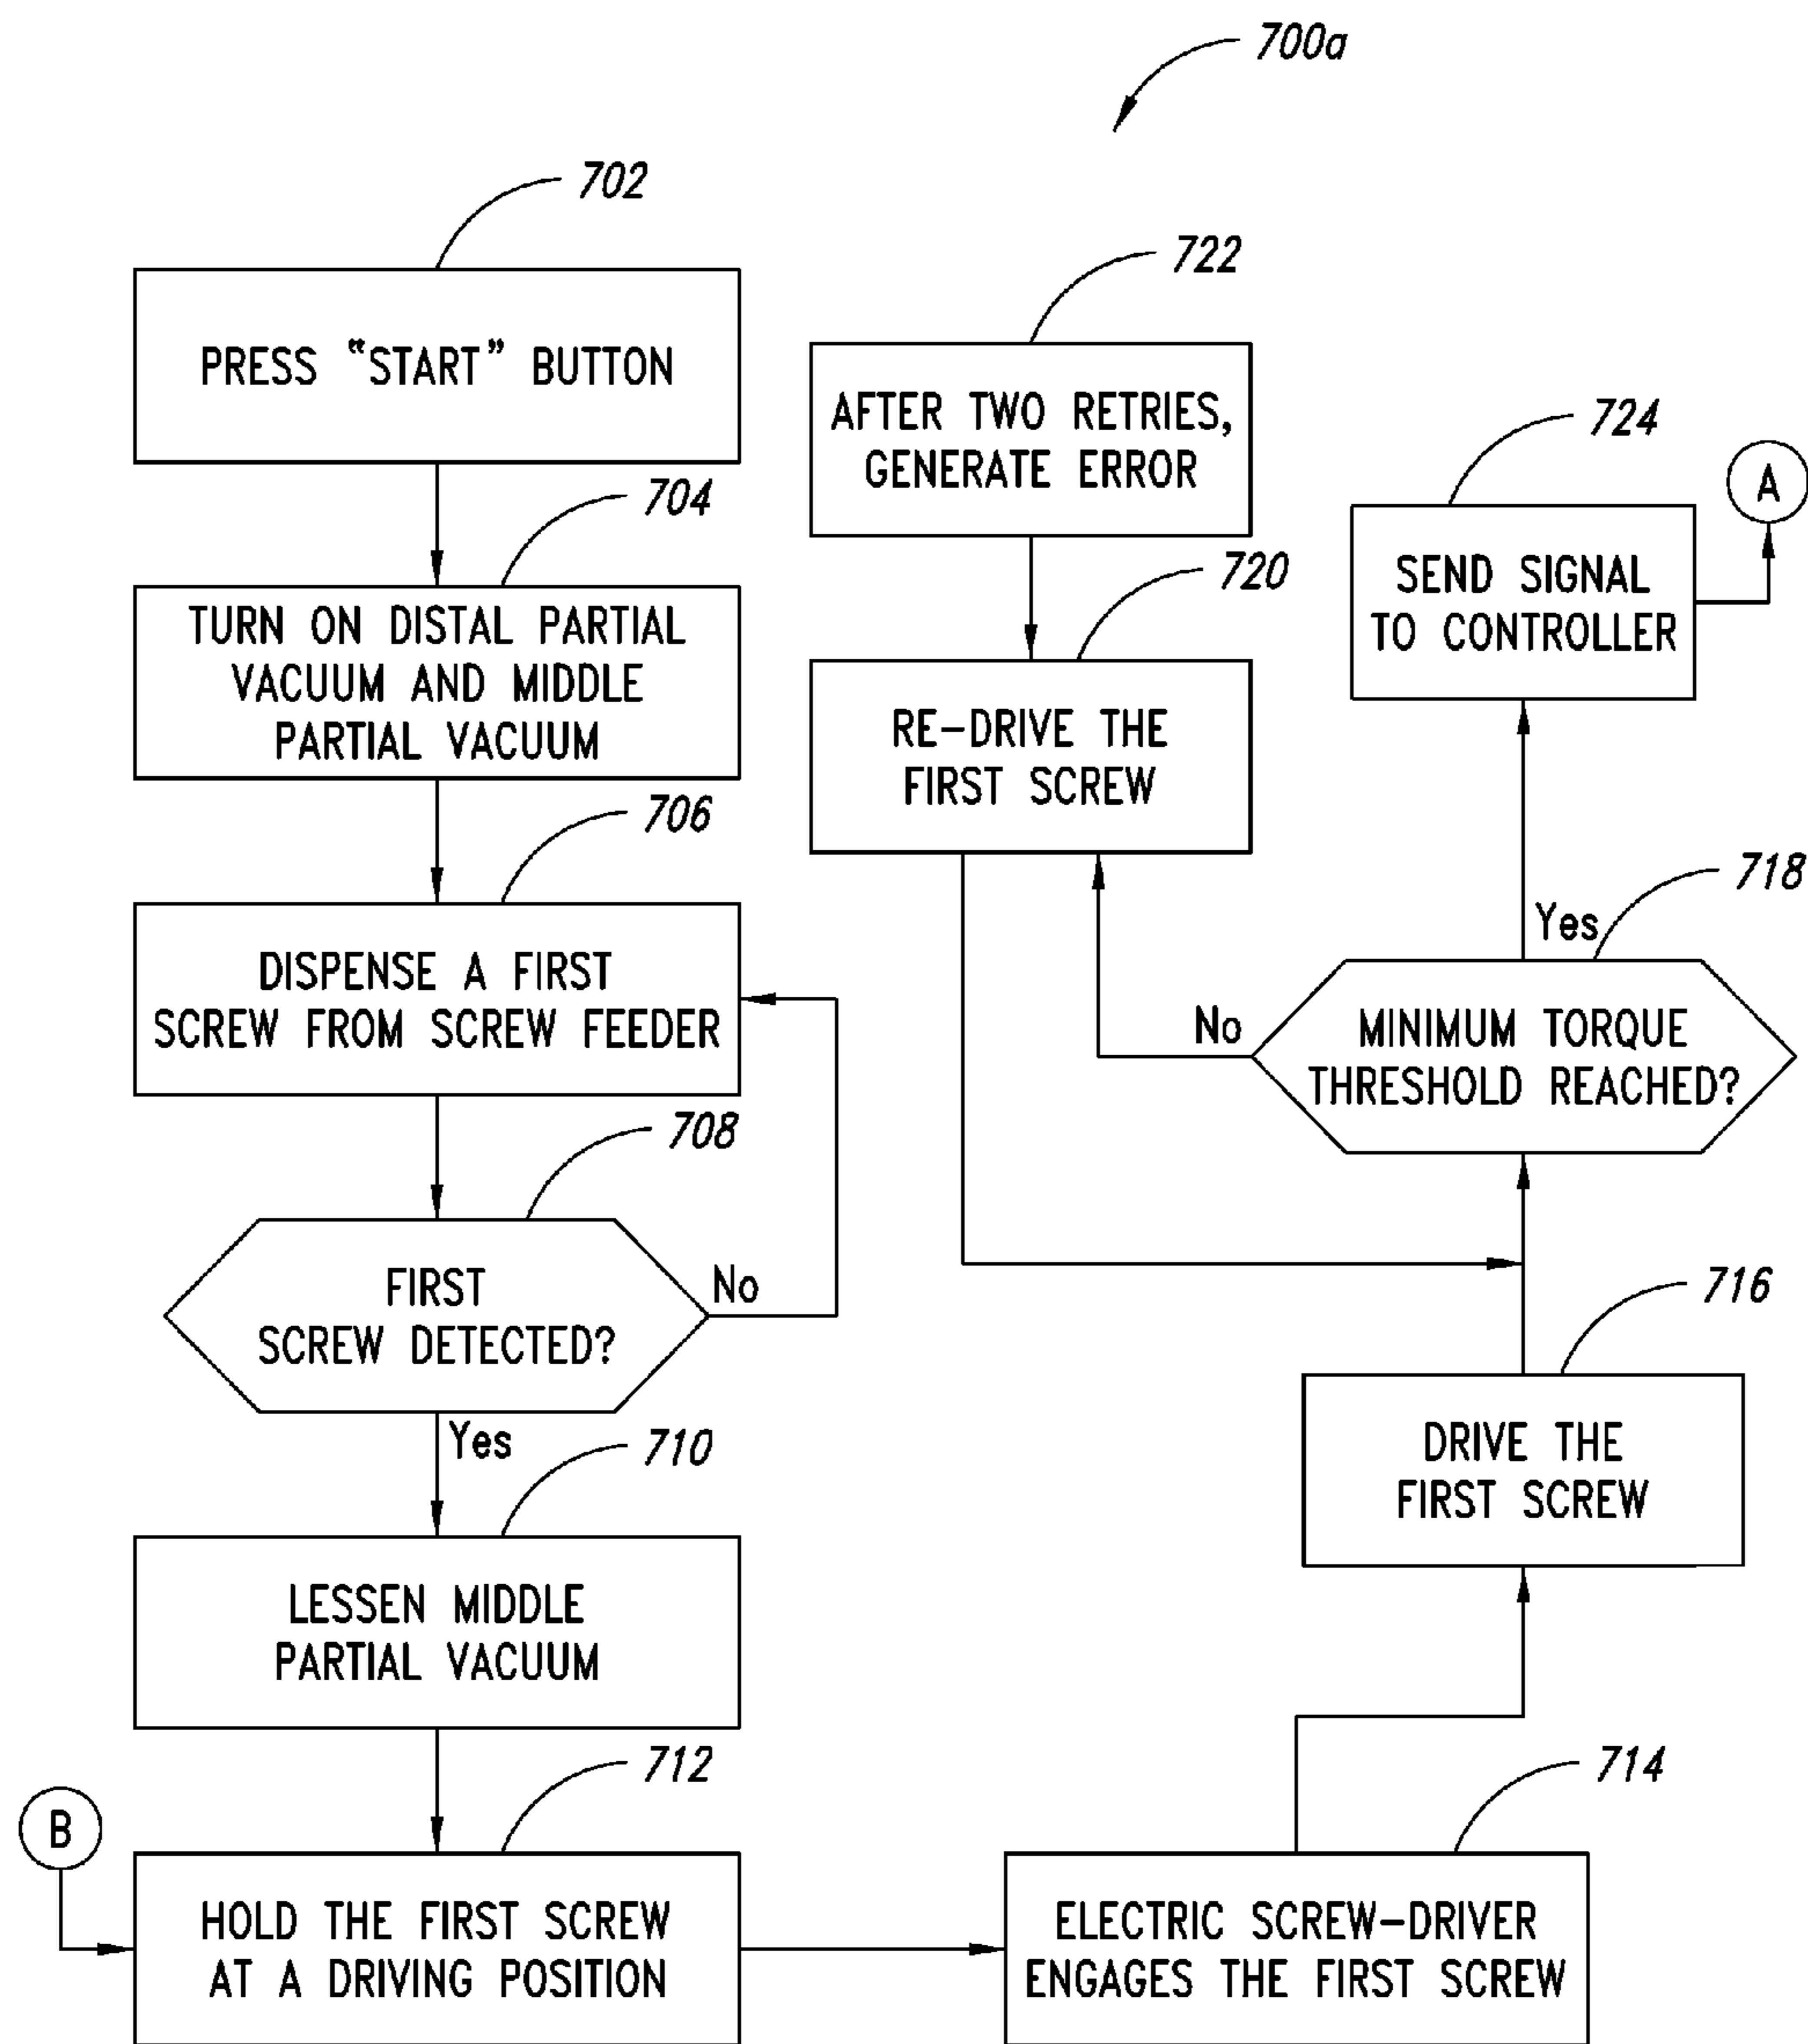 700a
702
PRESS "START" BUTTON
704
TURN ON DISTAL PARTIAL
VACUUM AND MIDDLE
PARTIAL VACUUM
706
DISPENSE A FIRST
SCREW FROM SCREW FEEDER
708
FIRST
SCREW DETECTED?
No
Yes
710
LESSEN MIDDLE
PARTIAL VACUUM
712
B
HOLD THE FIRST SCREW
AT A DRIVING POSITION
714
ELECTRIC SCREW-DRIVER
ENGAGES THE FIRST SCREW
716
DRIVE THE
FIRST SCREW
718
MINIMUM TORQUE
THRESHOLD REACHED?
No
Yes
720
RE-DRIVE THE
FIRST SCREW
722
AFTER TWO RETRIES,
GENERATE ERROR
724
SEND SIGNAL
TO CONTROLLER
A